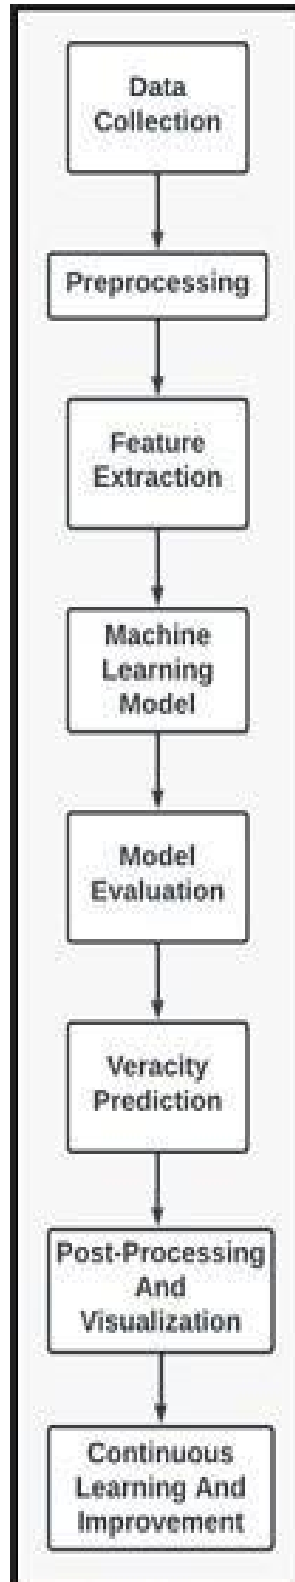 Data
Collection
Preprocessing
Feature
Extraction
Machine
Learning
Model
Model
Evaluation
Veracity
Prediction
Post-Processing
And
Visualization
Continuous
Learning And
Improvement